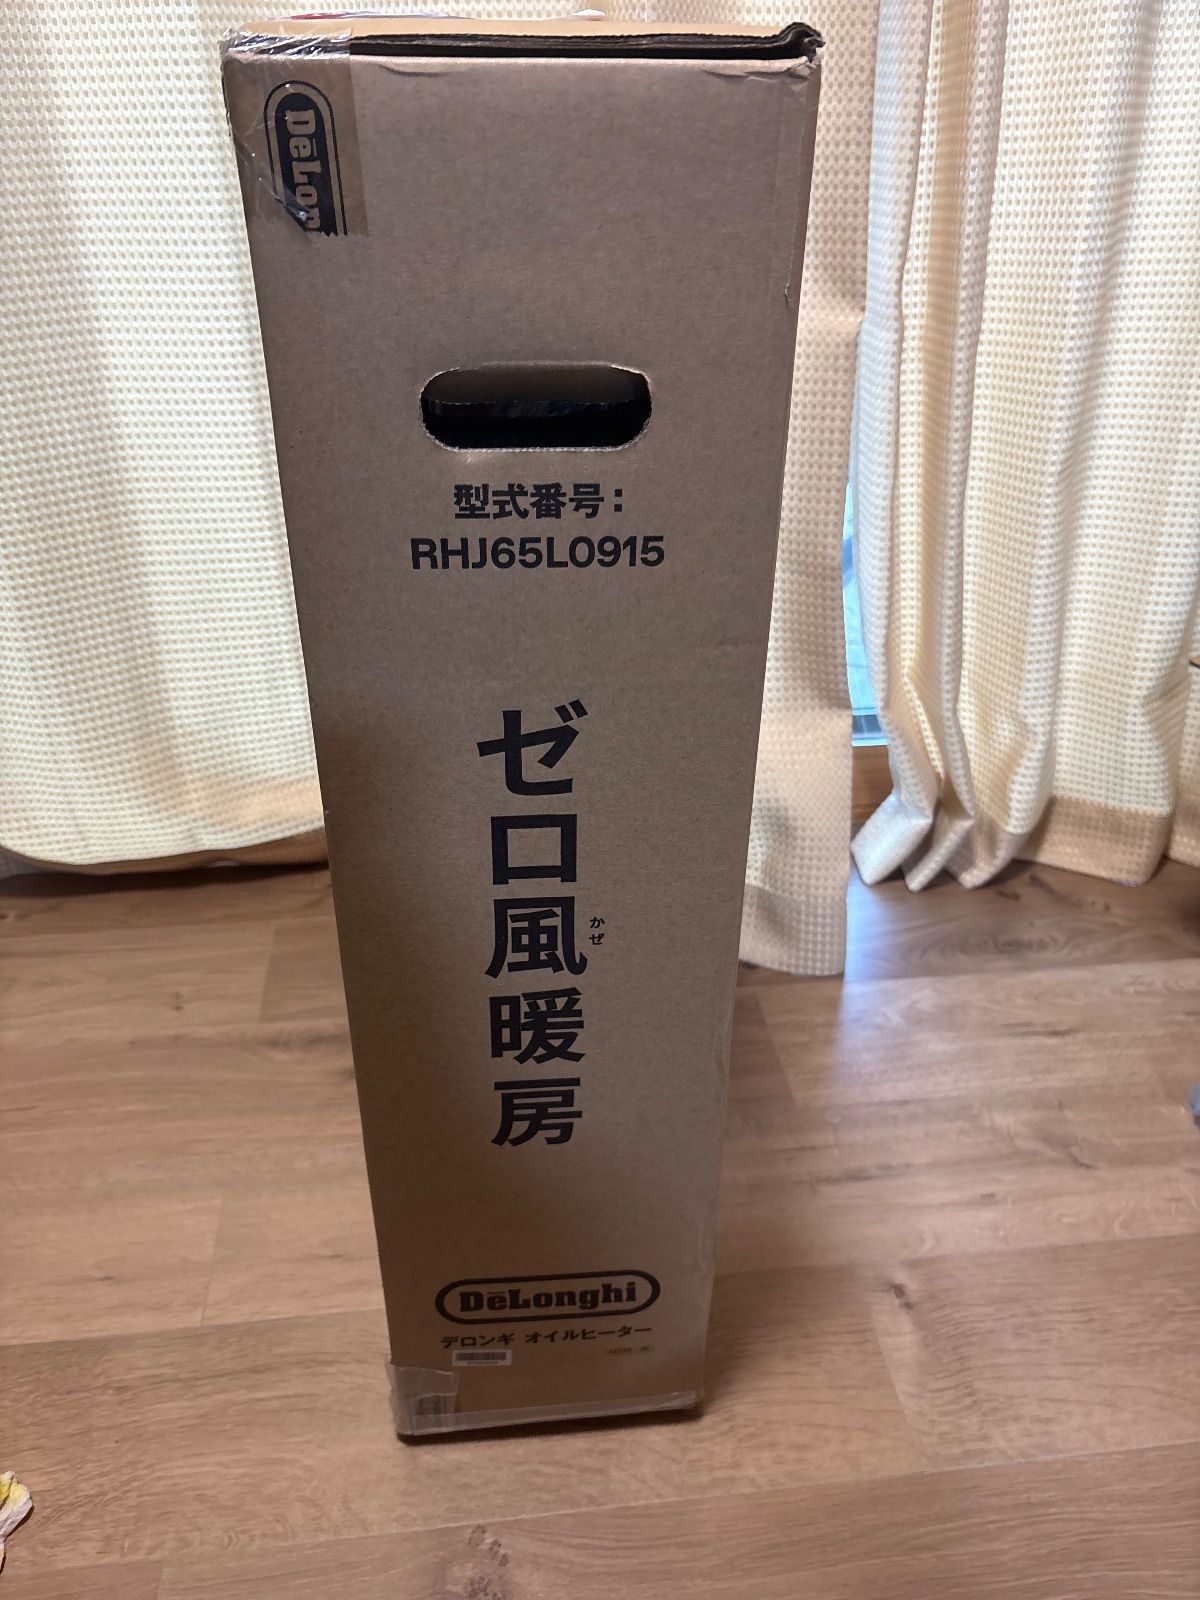 DeLon
型式番号：
RHJ65L0915
ゼロ風暖房
かぜ
DeLonghi
デロンギ オイルヒーター